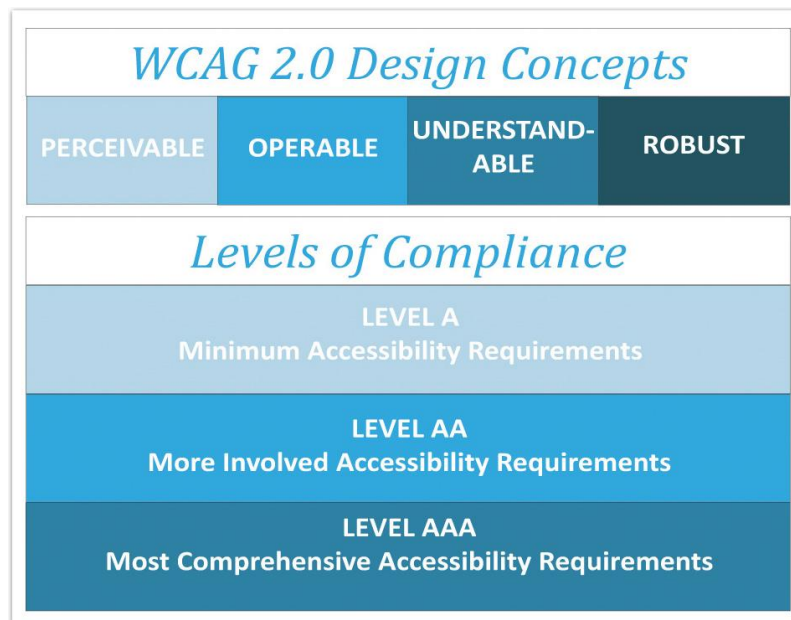 WCAG 2.0 Design Concepts
PERCEIVABLE
OPERABLE
UNDERSTAND-
ABLE
ROBUST
Levels of Compliance
LEVEL A
Minimum Accessibility Requirements
LEVEL AA
More Involved Accessibility Requirements
LEVEL AAA
Most Comprehensive Accessibility Requirements